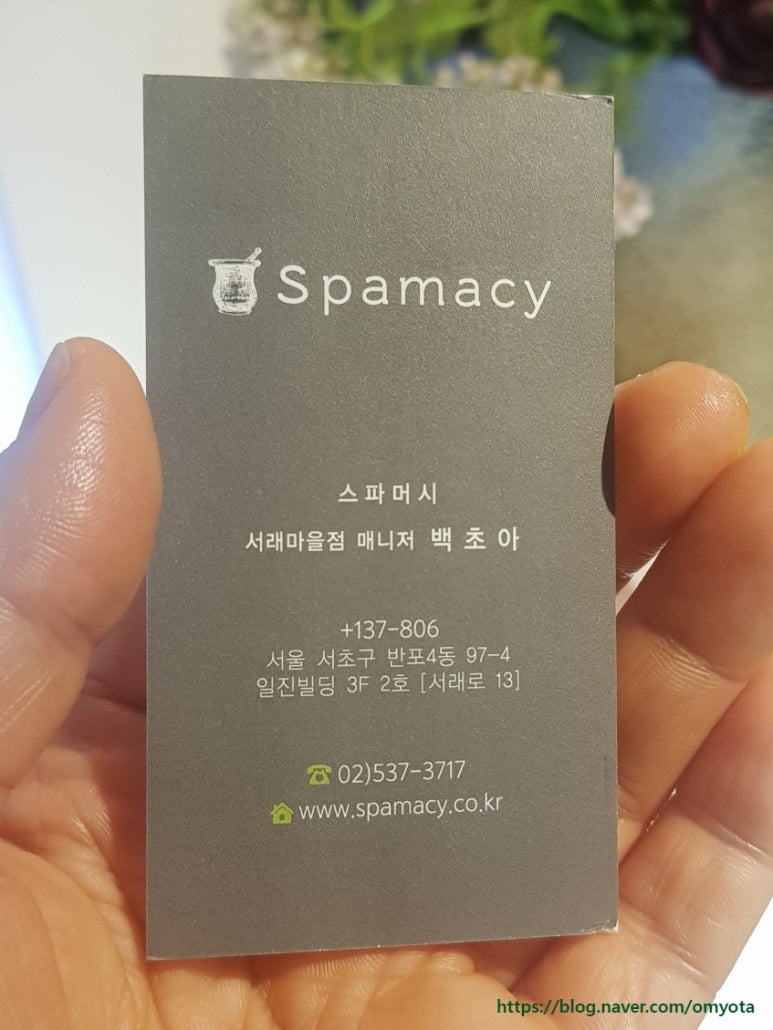 Spamacy
스파머시
서래마을점 매니저 백초아
+137-806
서울 서초구 반포4동 97-4
일진빌딩 3F 2호 [서래로 13]
02)537-3717
www.spamacy.co.kr
https://blog.naver.com/omyota